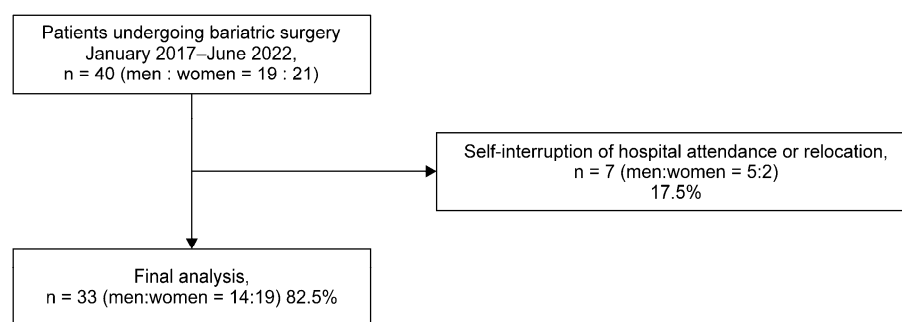 Patients undergoing bariatric surgery
January 2017–June 2022,
n = 40 (men : women = 19 : 21)
Self-interruption of hospital attendance or relocation,
n = 7 (men:women = 5:2)
17.5%
Final analysis,
n = 33 (men:women = 14:19) 82.5%